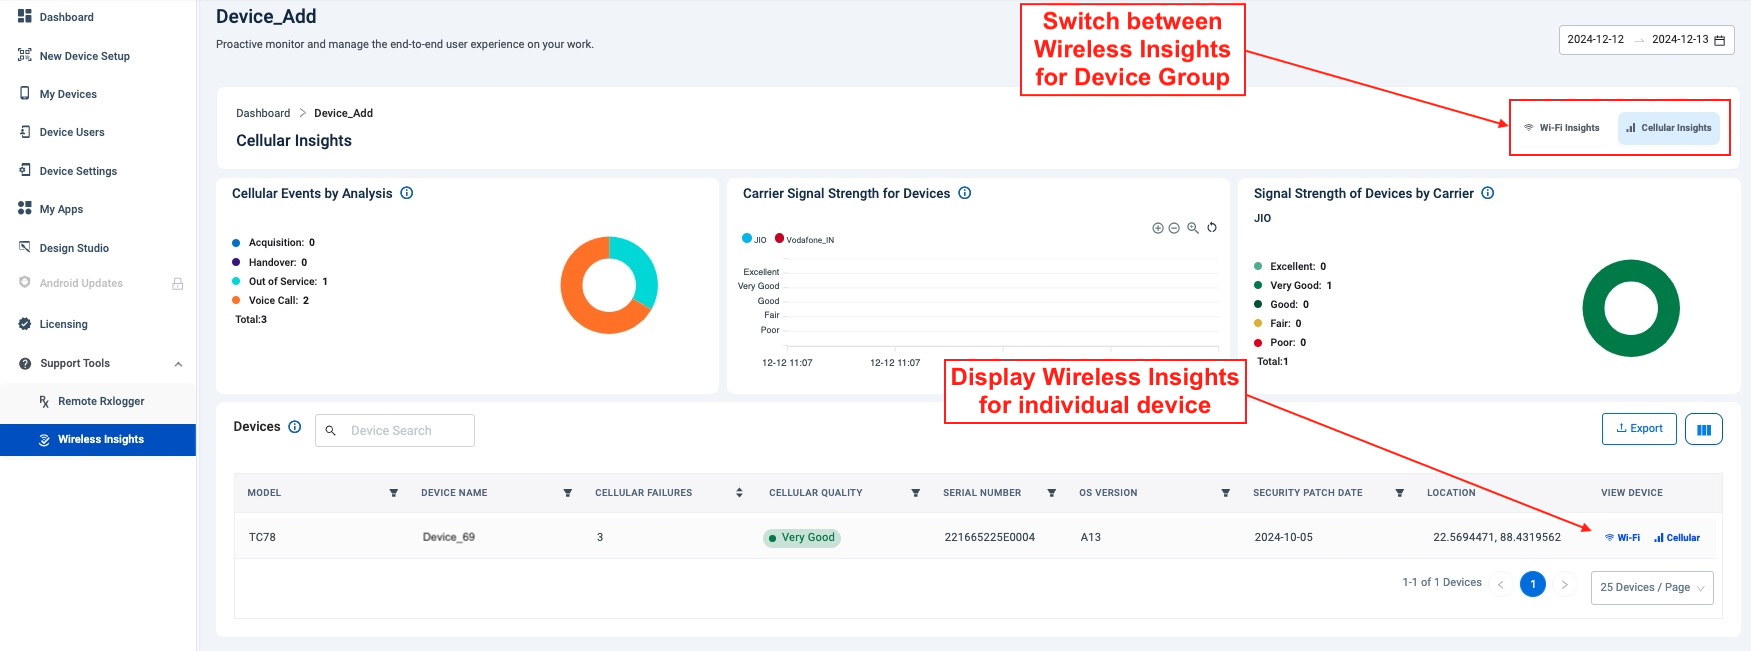 Dashboard
New Device Setup
My Devices
Device Users
Device Settings
My Apps
Design Studio
Android Updates
Licensing
Support Tools
Remote Rxlogger
Wireless Insights
Device_Add
Proactive monitor and manage the end-to-end user experience on your work.
Switch between
Wireless Insights
for Device Group
2024-12-12 → 2024-12-13
Dashboard > Device_Add
Cellular Insights
Wi-Fi Insights
Cellular Insights
Cellular Events by Analysis
Acquisition: 0
Handover: 0
Out of Service: 1
Voice Call: 2
Total:3
Carrier Signal Strength for Devices
JIO Vodafone_IN
Excellent
Very Good
Good
Fair
Poor
12-12 11:07 12-12 11:07
Signal Strength of Devices by Carrier
JIO
Excellent: 0
Very Good: 1
Good: 0
Fair: 0
Poor: 0
Total:1
Display Wireless Insights
for individual device
Devices
Device Search
Export
MODEL DEVICE NAME CELLULAR FAILURES CELLULAR QUALITY SERIAL NUMBER OS VERSION SECURITY PATCH DATE LOCATION VIEW DEVICE
TC78 Device_69 3 Very Good 221665225E0004 A13 2024-10-05 22.5694471, 88.4319562 Wi-Fi Cellular
1-1 of 1 Devices < 1 > 25 Devices / Page